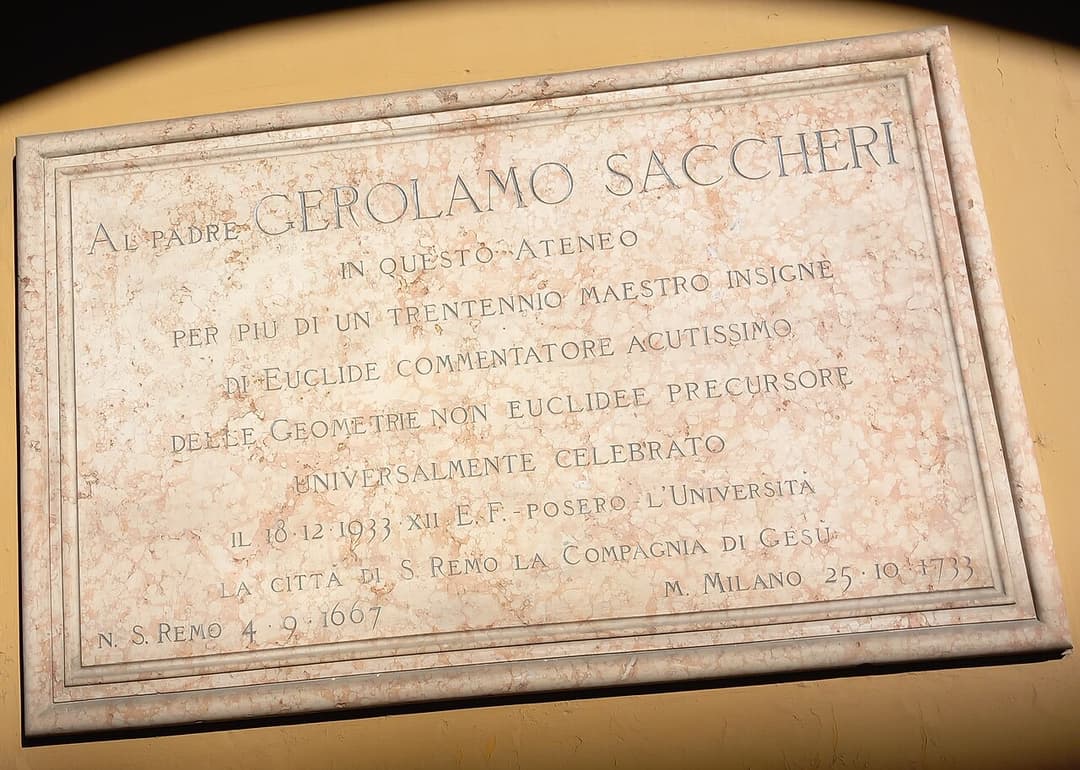 AL PADRE GEROLAMO SACCHERI
IN QUESTO ATENEO
PER PIÙ DI UN TRENTENNIO MAESTRO INSIGNE
DI EUCLIDE COMMENTATORE ACUTISSIMO
DELLE GEOMETRIE NON EUCLIDEE PRECURSORE
UNIVERSALMENTE CELEBRATO
IL 18·12·1933·XII E.F.-POSERO L'UNIVERSITÀ
LA CITTÀ DI S. REMO LA COMPAGNIA DI GESÙ
N. S. REMO 4·9·1667 M. MILANO 25·10·1733